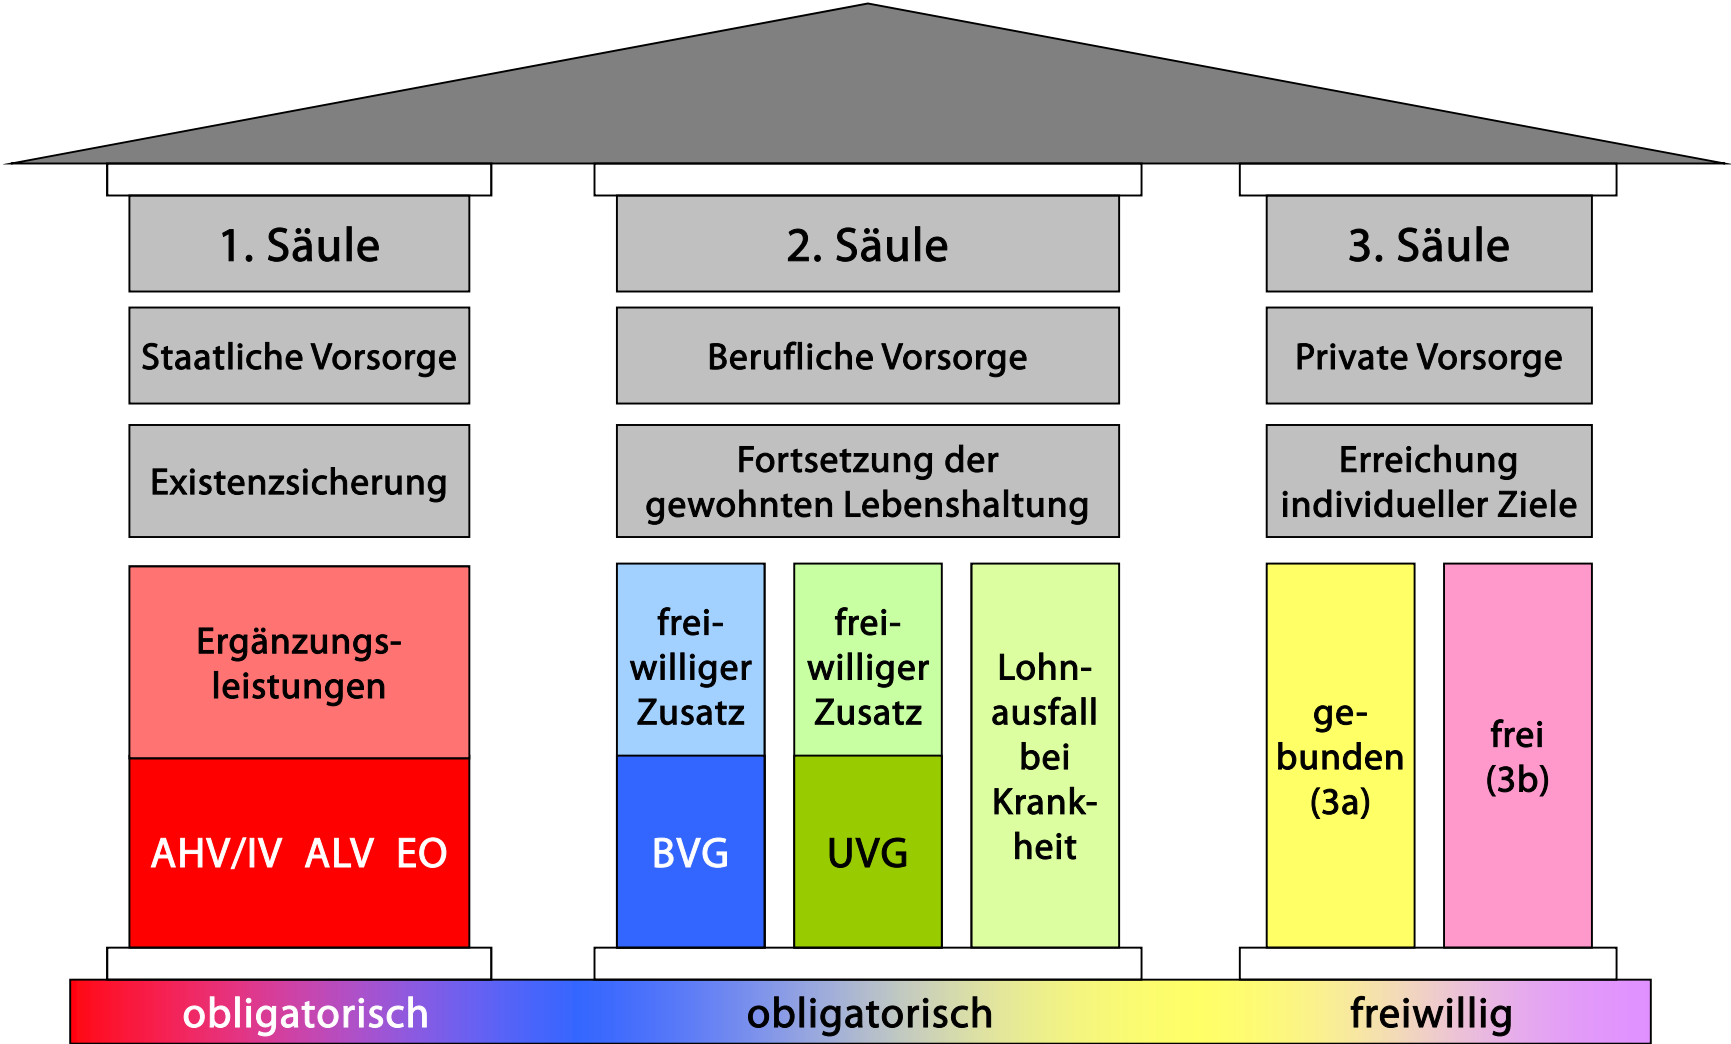 1. Säule
Staatliche Vorsorge
Existenzsicherung
Ergänzungs-
leistungen
AHV/IV ALV EO
obligatorisch
2. Säule
Berufliche Vorsorge
Fortsetzung der
gewohnten Lebenshaltung
frei-
williger
Zusatz
BVG
frei-
williger
Zusatz
UVG
Lohn-
ausfall
bei
Krank-
heit
obligatorisch
3. Säule
Private Vorsorge
Erreichung
individueller Ziele
ge-
bunden
(3a)
frei
(3b)
freiwillig